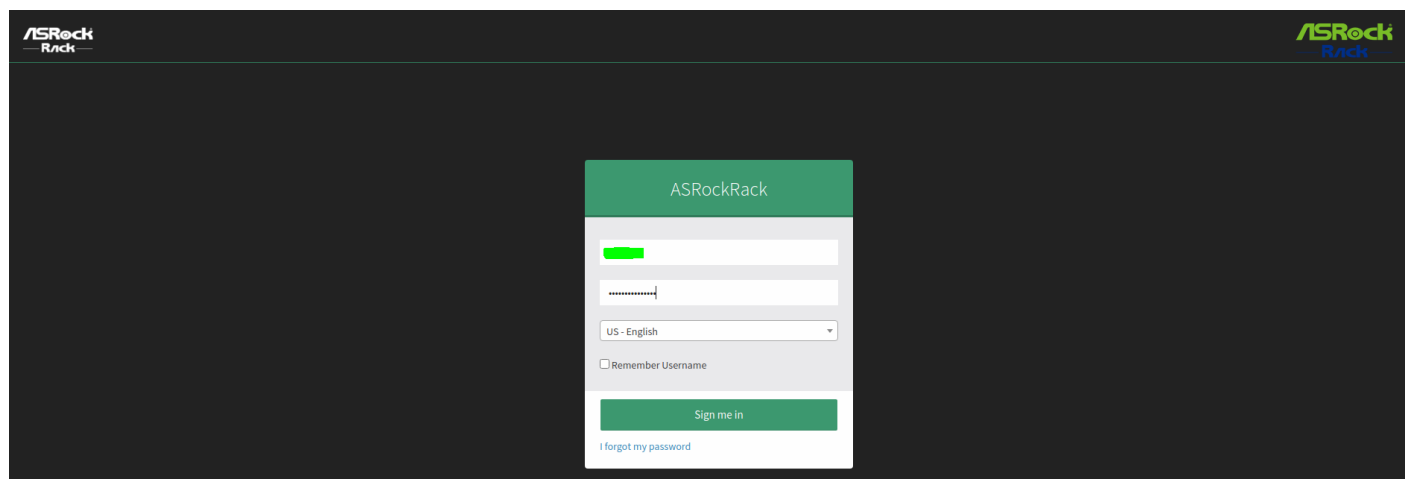 ASRock
Rack
ASRock
Rack
ASRockRack
US - English
Remember Username
Sign me in
I forgot my password